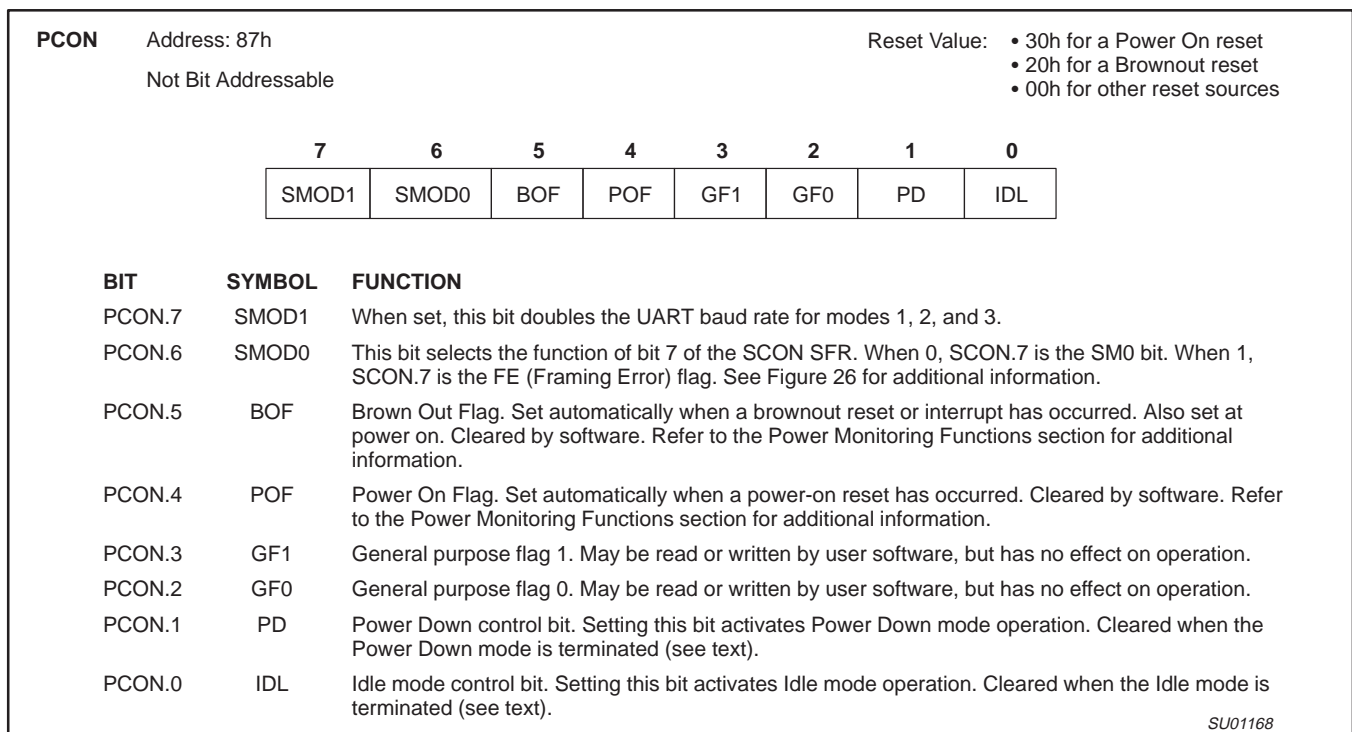 PCON Address: 87h Reset Value: • 30h for a Power On reset
Not Bit Addressable • 20h for a Brownout reset
• 00h for other reset sources
7 6 5 4 3 2 1 0
SMOD1 SMOD0 BOF POF GF1 GF0 PD IDL
BIT SYMBOL FUNCTION
PCON.7 SMOD1 When set, this bit doubles the UART baud rate for modes 1, 2, and 3.
PCON.6 SMOD0 This bit selects the function of bit 7 of the SCON SFR. When 0, SCON.7 is the SM0 bit. When 1,
SCON.7 is the FE (Framing Error) flag. See Figure 26 for additional information.
PCON.5 BOF Brown Out Flag. Set automatically when a brownout reset or interrupt has occurred. Also set at
power on. Cleared by software. Refer to the Power Monitoring Functions section for additional
information.
PCON.4 POF Power On Flag. Set automatically when a power-on reset has occurred. Cleared by software. Refer
to the Power Monitoring Functions section for additional information.
PCON.3 GF1 General purpose flag 1. May be read or written by user software, but has no effect on operation.
PCON.2 GF0 General purpose flag 0. May be read or written by user software, but has no effect on operation.
PCON.1 PD Power Down control bit. Setting this bit activates Power Down mode operation. Cleared when the
Power Down mode is terminated (see text).
PCON.0 IDL Idle mode control bit. Setting this bit activates Idle mode operation. Cleared when the Idle mode is
terminated (see text).
SU01168